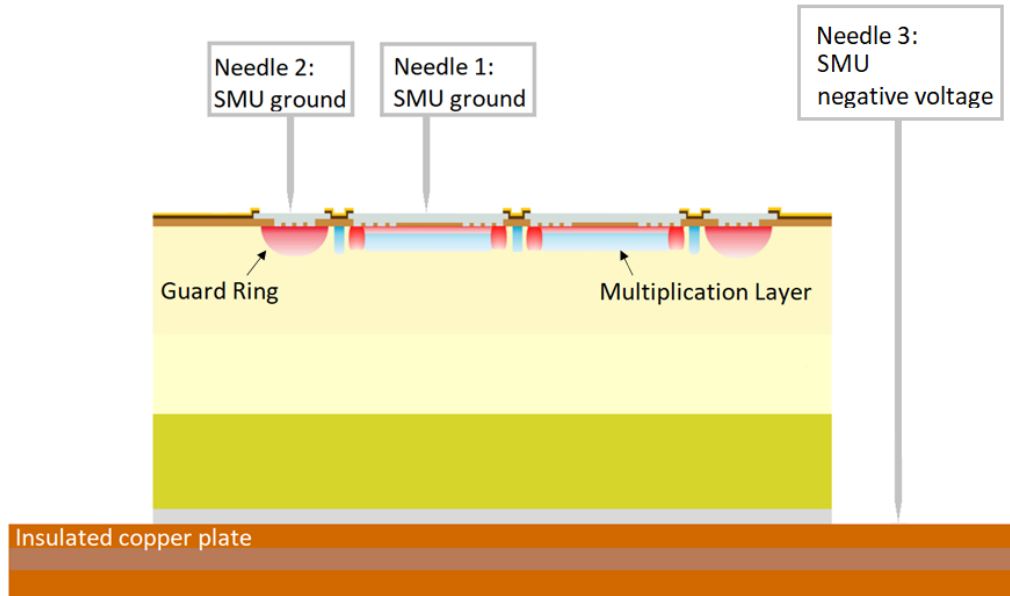 Needle 2:
SMU ground
Needle 1:
SMU ground
Needle 3:
SMU
negative voltage
Guard Ring
Multiplication Layer
Insulated copper plate